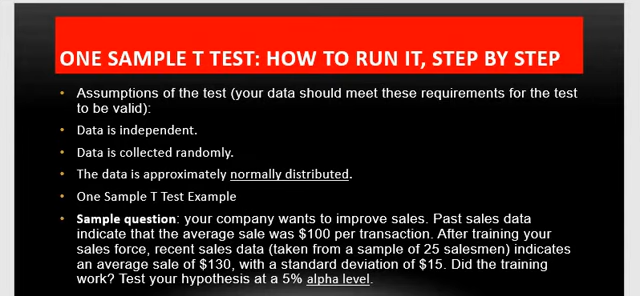 ONE SAMPLE T TEST: HOW TO RUN IT, STEP BY STEP
• Assumptions of the test (your data should meet these requirements for the test
to be valid):
• Data is independent.
• Data is collected randomly.
• The data is approximately normally distributed.
• One Sample T Test Example
• Sample question: your company wants to improve sales. Past sales data
indicate that the average sale was $100 per transaction. After training your
sales force, recent sales data (taken from a sample of 25 salesmen) indicates
an average sale of $130, with a standard deviation of $15. Did the training
work? Test your hypothesis at a 5% alpha level.